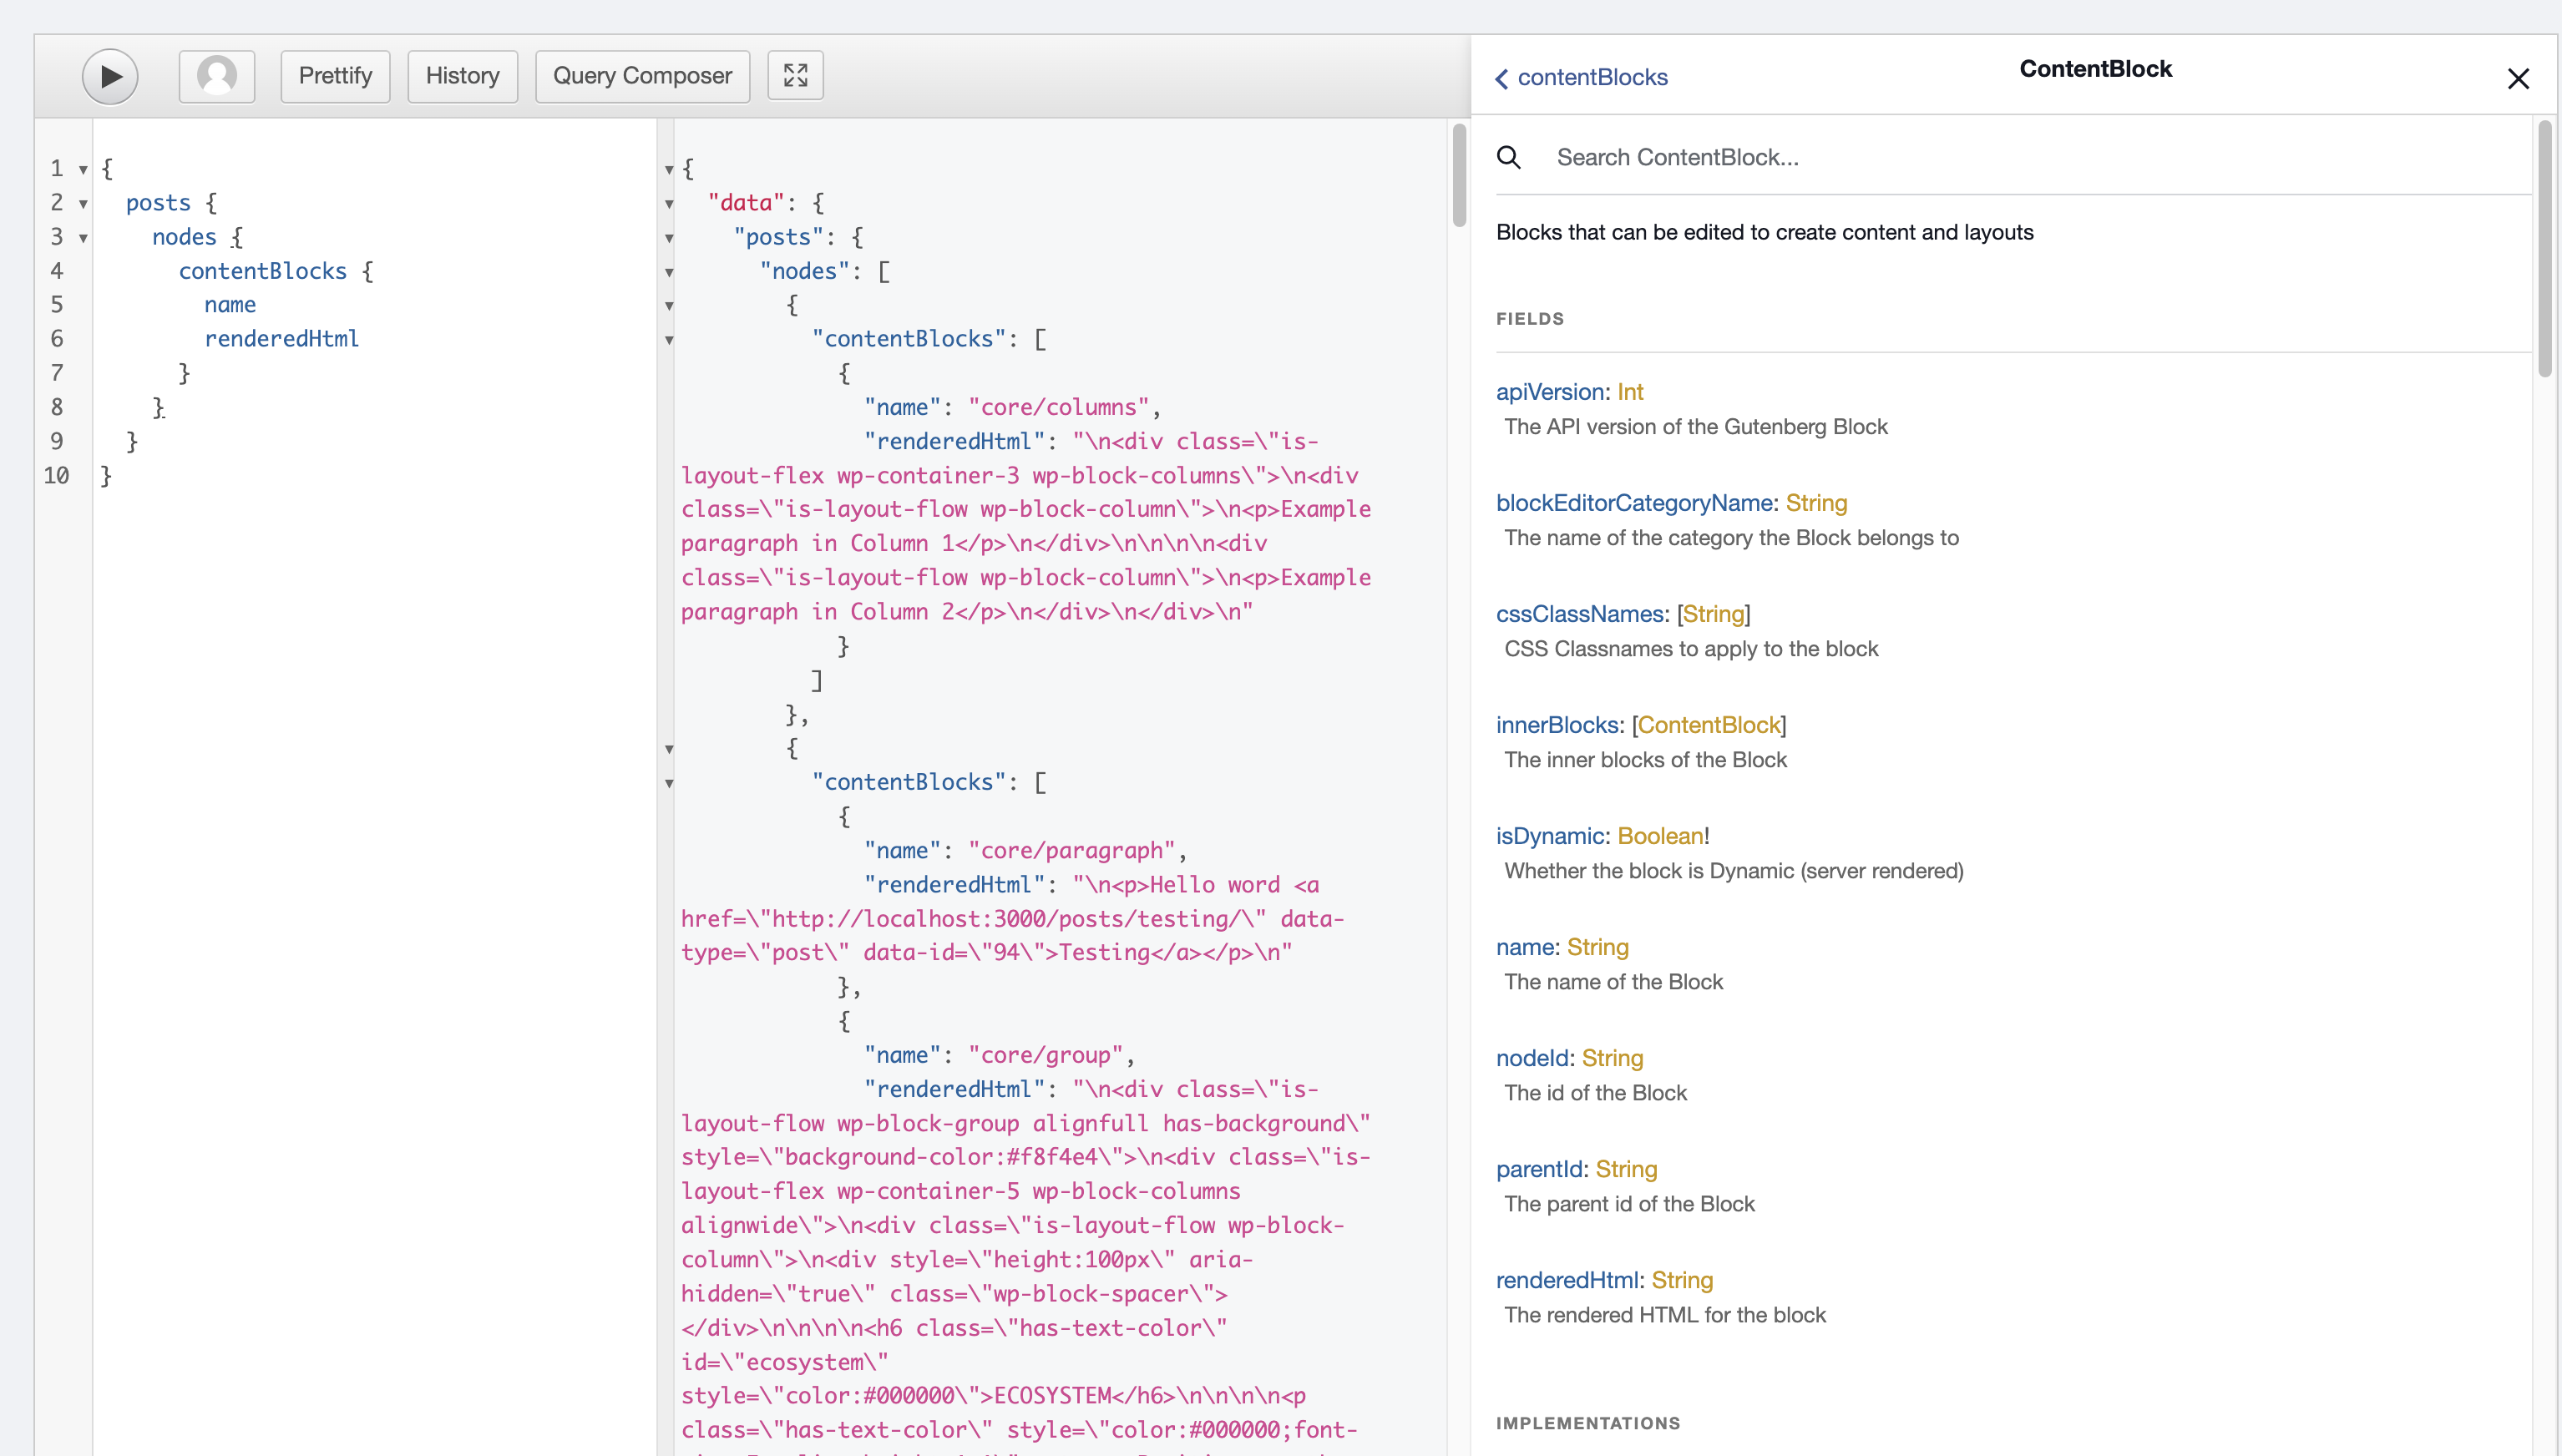 Prettify
History
Query Composer
1 {
2 posts {
3 nodes {
4 contentBlocks {
5 name
6 renderedHtml
7 }
8 }
9 }
10 }
{
"data": {
"posts": {
"nodes": [
{
"contentBlocks": [
{
"name": "core/columns",
"renderedHtml": "\n<div class=\"is-
layout-flex wp-container-3 wp-block-columns\">\n<div
class=\"is-layout-flow wp-block-column\">\n<p>Example
paragraph in Column 1</p>\n</div>\n\n\n\n<div
class=\"is-layout-flow wp-block-column\">\n<p>Example
paragraph in Column 2</p>\n</div>\n</div>\n"
}
]
},
{
"contentBlocks": [
{
"name": "core/paragraph",
"renderedHtml": "\n<p>Hello word <a
href=\"http://localhost:3000/posts/testing/\" data-
type=\"post\" data-id=\"94\">Testing</a></p>\n"
},
{
"name": "core/group",
"renderedHtml": "\n<div class=\"is-
layout-flow wp-block-group alignfull has-background\"
style=\"background-color:#f8f4e4\">\n<div class=\"is-
layout-flex wp-container-5 wp-block-columns
alignwide\">\n<div class=\"is-layout-flow wp-block-
column\">\n<div style=\"height:100px\" aria-
hidden=\"true\" class=\"wp-block-spacer\">
</div>\n\n\n\n<h6 class=\"has-text-color\"
id=\"ecosystem\"
style=\"color:#000000\">ECOSYSTEM</h6>\n\n\n\n<p
class=\"has-text-color\" style=\"color:#000000;font-
contentBlocks
ContentBlock
Search ContentBlock...
Blocks that can be edited to create content and layouts
FIELDS
apiVersion: Int
The API version of the Gutenberg Block
blockEditorCategoryName: String
The name of the category the Block belongs to
cssClassNames: [String]
CSS Classnames to apply to the block
innerBlocks: [ContentBlock]
The inner blocks of the Block
isDynamic: Boolean!
Whether the block is Dynamic (server rendered)
name: String
The name of the Block
nodeId: String
The id of the Block
parentId: String
The parent id of the Block
renderedHtml: String
The rendered HTML for the block
IMPLEMENTATIONS